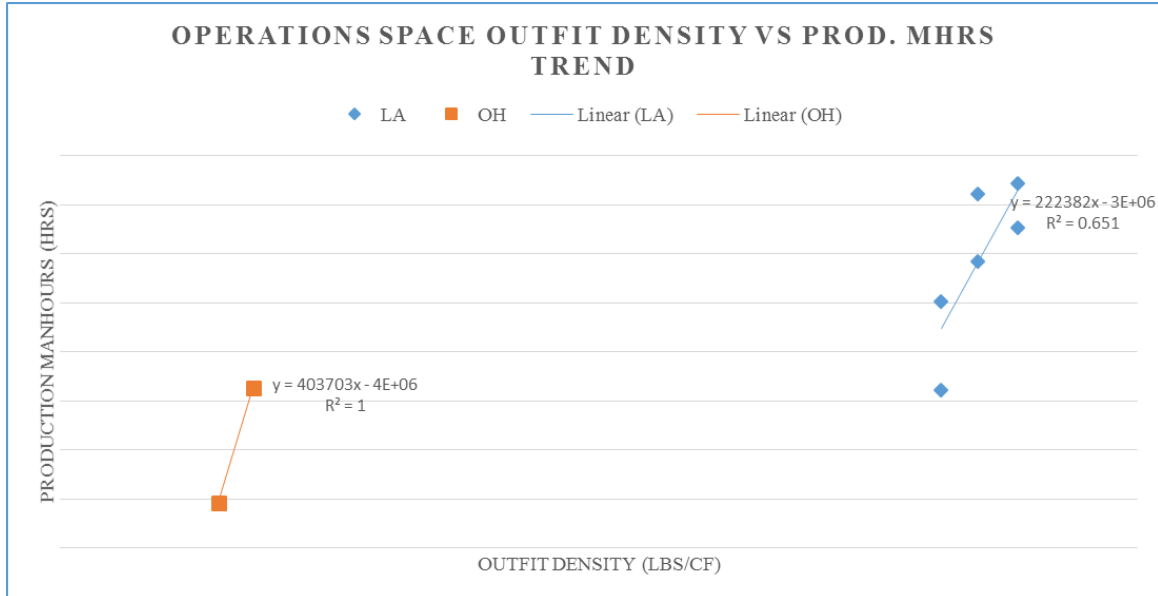 OPERATIONS SPACE OUTFIT DENSITY VS PROD. MHRS
TREND
LA OH Linear (LA) Linear (OH)
PRODUCTION MANHOURS (HRS)
y = 222382x - 3E+06
R² = 0.651
y = 403703x - 4E+06
R² = 1
OUTFIT DENSITY (LBS/CF)